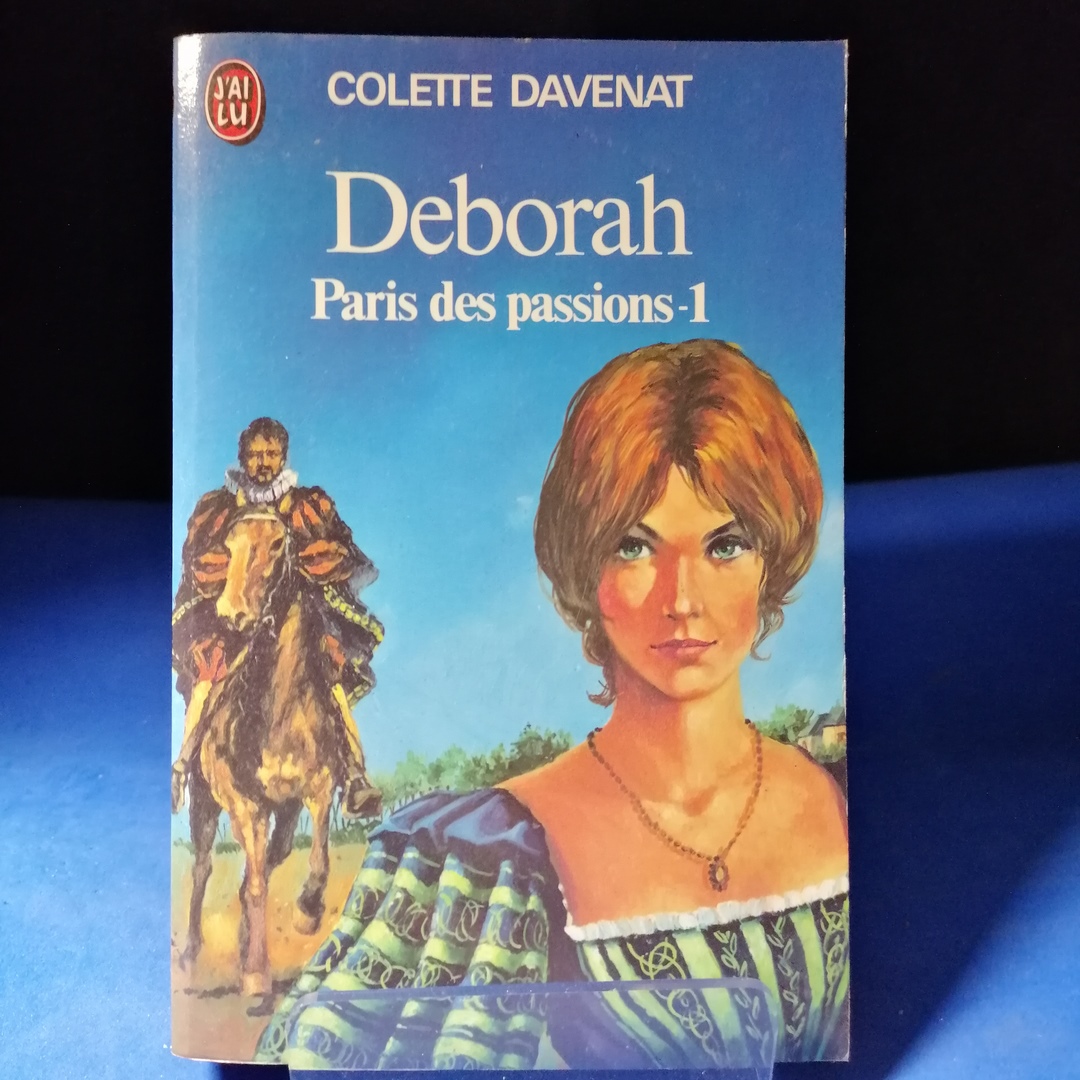 J'AI
LU
COLETTE DAVENAT
Deborah
Paris des passions-1